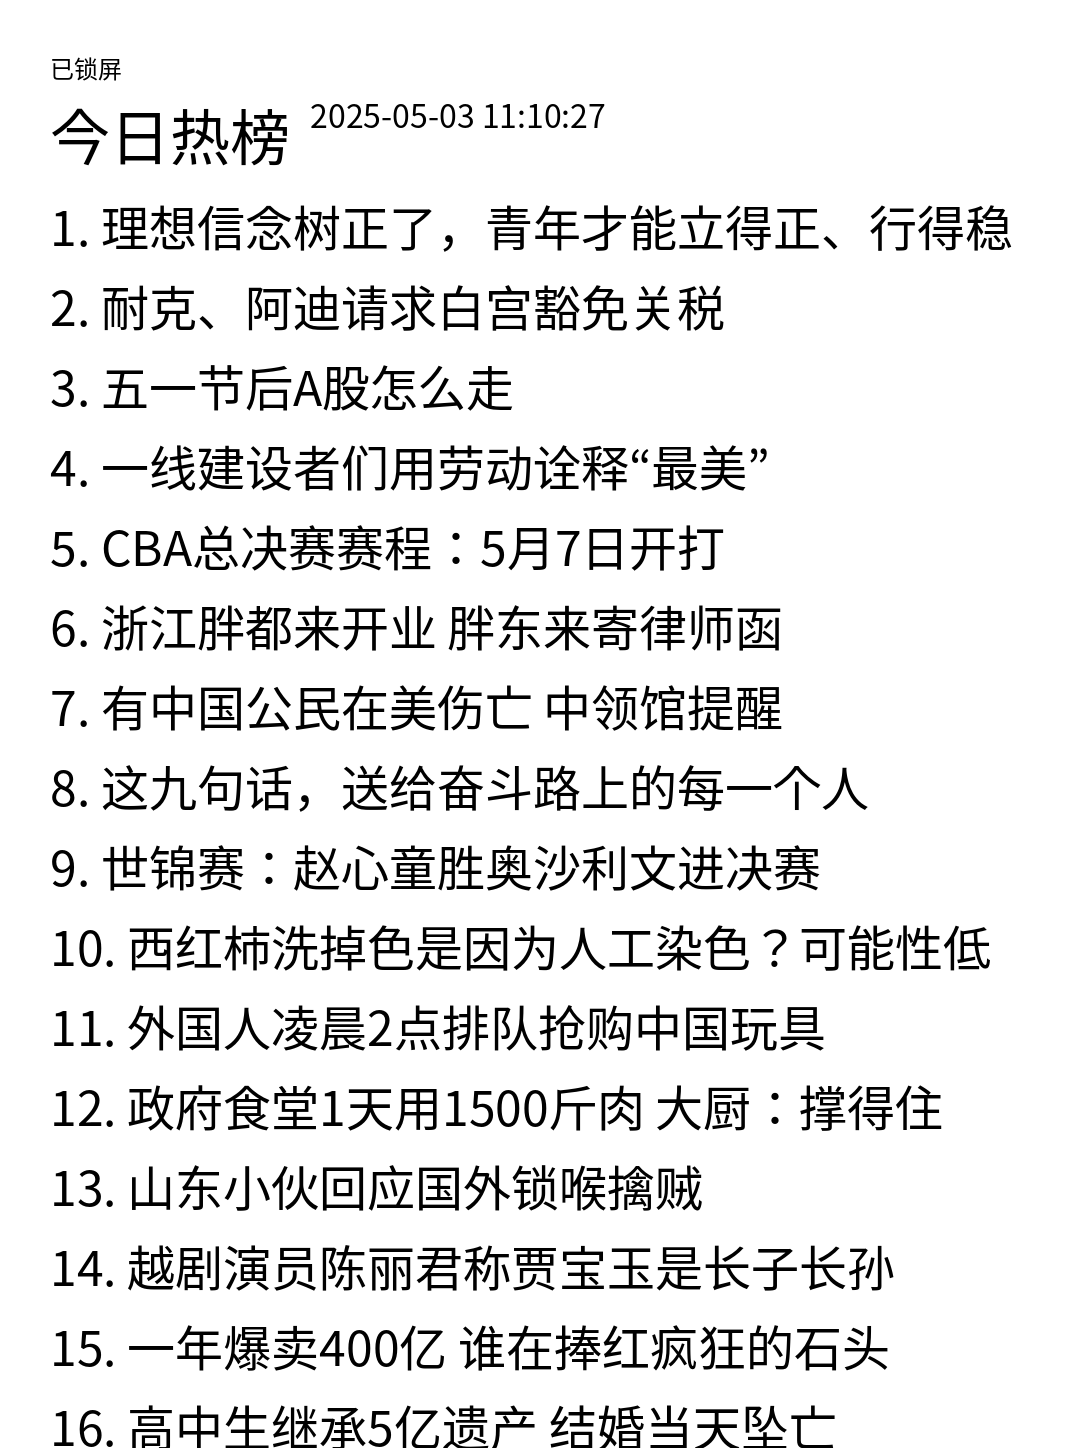 已锁屏
今日热榜 2025-05-03 11:10:27
1. 理想信念树正了，青年才能立得正、行得稳
2. 耐克、阿迪请求白宫豁免关税
3. 五一节后A股怎么走
4. 一线建设者们用劳动诠释“最美”
5. CBA总决赛赛程：5月7日开打
6. 浙江胖都来开业 胖东来寄律师函
7. 有中国公民在美伤亡 中领馆提醒
8. 这九句话，送给奋斗路上的每一个人
9. 世锦赛：赵心童胜奥沙利文进决赛
10. 西红柿洗掉色是因为人工染色？可能性低
11. 外国人凌晨2点排队抢购中国玩具
12. 政府食堂1天用1500斤肉 大厨：撑得住
13. 山东小伙回应国外锁喉擒贼
14. 越剧演员陈丽君称贾宝玉是长子长孙
15. 一年爆卖400亿 谁在捧红疯狂的石头
16. 高中生继承5亿遗产 结婚当天坠亡